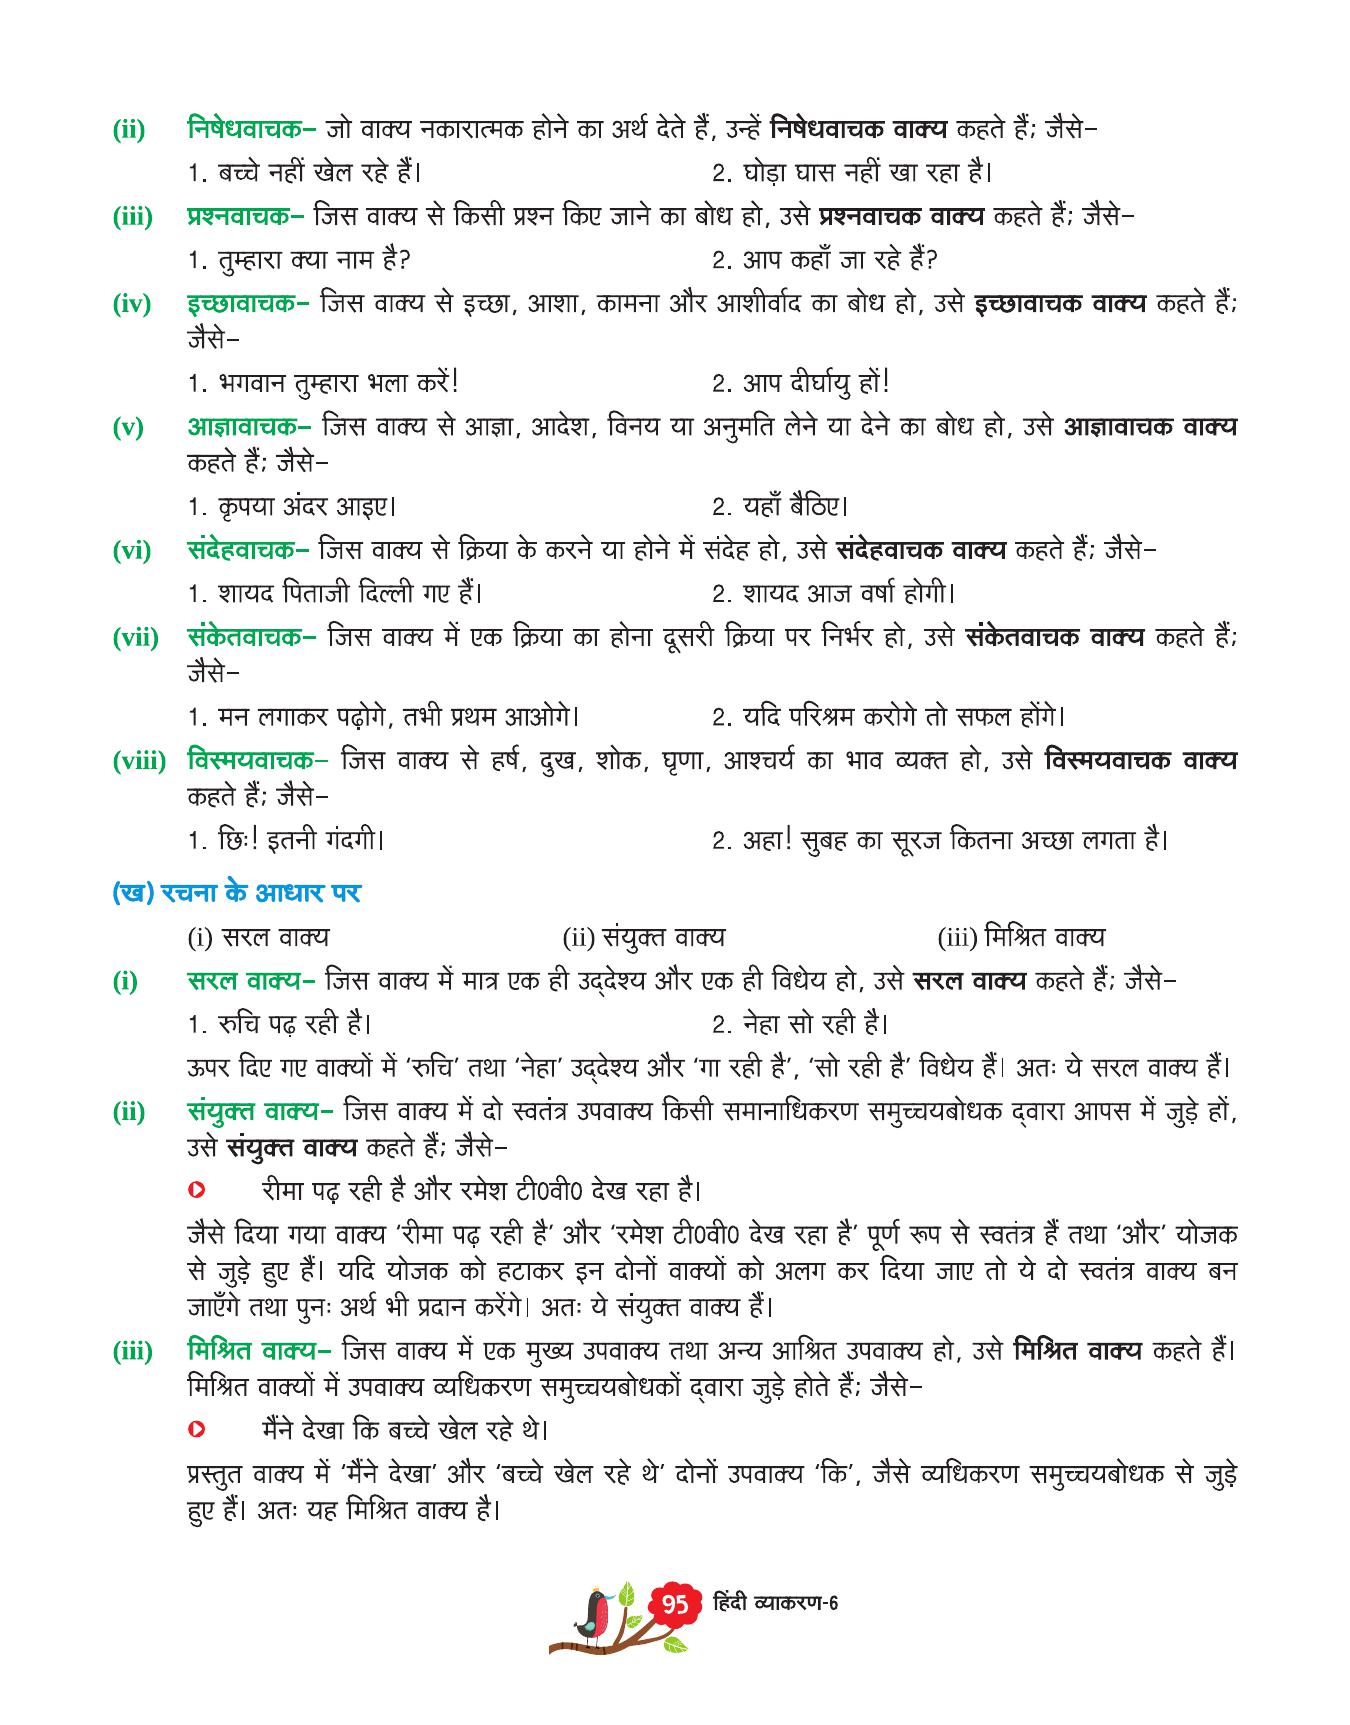 (ii) निषेधवाचक– जो वाक्य नकारात्मक होने का अर्थ देते हैं, उन्हें निषेधवाचक वाक्य कहते हैं; जैसे–
1. बच्चे नहीं खेल रहे हैं। 2. घोड़ा घास नहीं खा रहा है।
(iii) प्रश्नवाचक– जिस वाक्य से किसी प्रश्न किए जाने का बोध हो, उसे प्रश्नवाचक वाक्य कहते हैं; जैसे–
1. तुम्हारा क्या नाम है? 2. आप कहाँ जा रहे हैं?
(iv) इच्छावाचक– जिस वाक्य से इच्छा, आशा, कामना और आशीर्वाद का बोध हो, उसे इच्छावाचक वाक्य कहते हैं;
जैसे–
1. भगवान तुम्हारा भला करें! 2. आप दीर्घायु हों!
(v) आज्ञावाचक– जिस वाक्य से आज्ञा, आदेश, विनय या अनुमति लेने या देने का बोध हो, उसे आज्ञावाचक वाक्य
कहते हैं; जैसे–
1. कृपया अंदर आइए। 2. यहाँ बैठिए।
(vi) संदेहवाचक– जिस वाक्य से क्रिया के करने या होने में संदेह हो, उसे संदेहवाचक वाक्य कहते हैं; जैसे–
1. शायद पिताजी दिल्ली गए हैं। 2. शायद आज वर्षा होगी।
(vii) संकेतवाचक– जिस वाक्य में एक क्रिया का होना दूसरी क्रिया पर निर्भर हो, उसे संकेतवाचक वाक्य कहते हैं;
जैसे–
1. मन लगाकर पढ़ोगे, तभी प्रथम आओगे। 2. यदि परिश्रम करोगे तो सफल होंगे।
(viii) विस्मयवाचक– जिस वाक्य से हर्ष, दुख, शोक, घृणा, आश्चर्य का भाव व्यक्त हो, उसे विस्मयवाचक वाक्य
कहते हैं; जैसे–
1. छिः! इतनी गंदगी। 2. अहा! सुबह का सूरज कितना अच्छा लगता है।
(ख) रचना के आधार पर
(i) सरल वाक्य (ii) संयुक्त वाक्य (iii) मिश्रित वाक्य
(i) सरल वाक्य– जिस वाक्य में मात्र एक ही उद्देश्य और एक ही विधेय हो, उसे सरल वाक्य कहते हैं; जैसे–
1. रुचि पढ़ रही है। 2. नेहा सो रही है।
ऊपर दिए गए वाक्यों में ‘रुचि’ तथा ‘नेहा’ उद्देश्य और ‘गा रही है’, ‘सो रही है’ विधेय हैं। अतः ये सरल वाक्य हैं।
(ii) संयुक्त वाक्य– जिस वाक्य में दो स्वतंत्र उपवाक्य किसी समानाधिकरण समुच्चयबोधक द्वारा आपस में जुड़े हों,
उसे संयुक्त वाक्य कहते हैं; जैसे–
रीमा पढ़ रही है और रमेश टी0वी0 देख रहा है।
जैसे दिया गया वाक्य ‘रीमा पढ़ रही है’ और ‘रमेश टी0वी0 देख रहा है’ पूर्ण रूप से स्वतंत्र हैं तथा ‘और’ योजक
से जुड़े हुए हैं। यदि योजक को हटाकर इन दोनों वाक्यों को अलग कर दिया जाए तो ये दो स्वतंत्र वाक्य बन
जाएँगे तथा पुनः अर्थ भी प्रदान करेंगे। अतः ये संयुक्त वाक्य हैं।
(iii) मिश्रित वाक्य– जिस वाक्य में एक मुख्य उपवाक्य तथा अन्य आश्रित उपवाक्य हो, उसे मिश्रित वाक्य कहते हैं।
मिश्रित वाक्यों में उपवाक्य व्यधिकरण समुच्चयबोधकों द्वारा जुड़े होते हैं; जैसे–
मैंने देखा कि बच्चे खेल रहे थे।
प्रस्तुत वाक्य में ‘मैंने देखा’ और ‘बच्चे खेल रहे थे’ दोनों उपवाक्य ‘कि’, जैसे व्यधिकरण समुच्चयबोधक से जुड़े
हुए हैं। अतः यह मिश्रित वाक्य है।
95 हिंदी व्याकरण-6